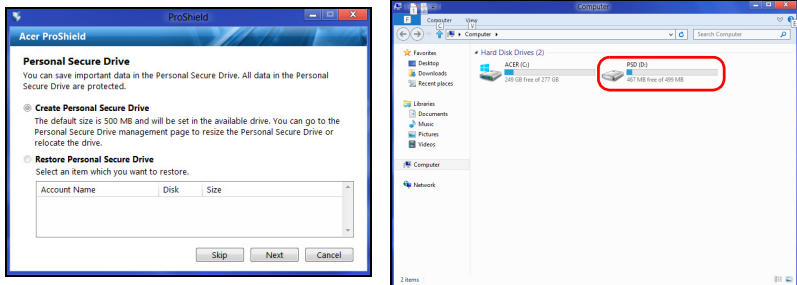 ProShield
Acer ProShield
Personal Secure Drive
You can save important data in the Personal Secure Drive. All data in the Personal
Secure Drive are protected.
Create Personal Secure Drive
The default size is 500 MB and will be set in the available drive. You can go to the
Personal Secure Drive management page to resize the Personal Secure Drive or
relocate the drive.
Restore Personal Secure Drive
Select an item which you want to restore.
Account Name Disk Size
Skip Next Cancel
Computer
1
F Computer View
C V E
Computer
Search Computer
Favorites
Desktop
Downloads
Recent places
Libraries
Documents
Music
Pictures
Videos
Computer
Network
Hard Disk Drives (2)
ACER (C:)
249 GB free of 277 GB
PSD (D:)
467 MB free of 499 MB
2 items